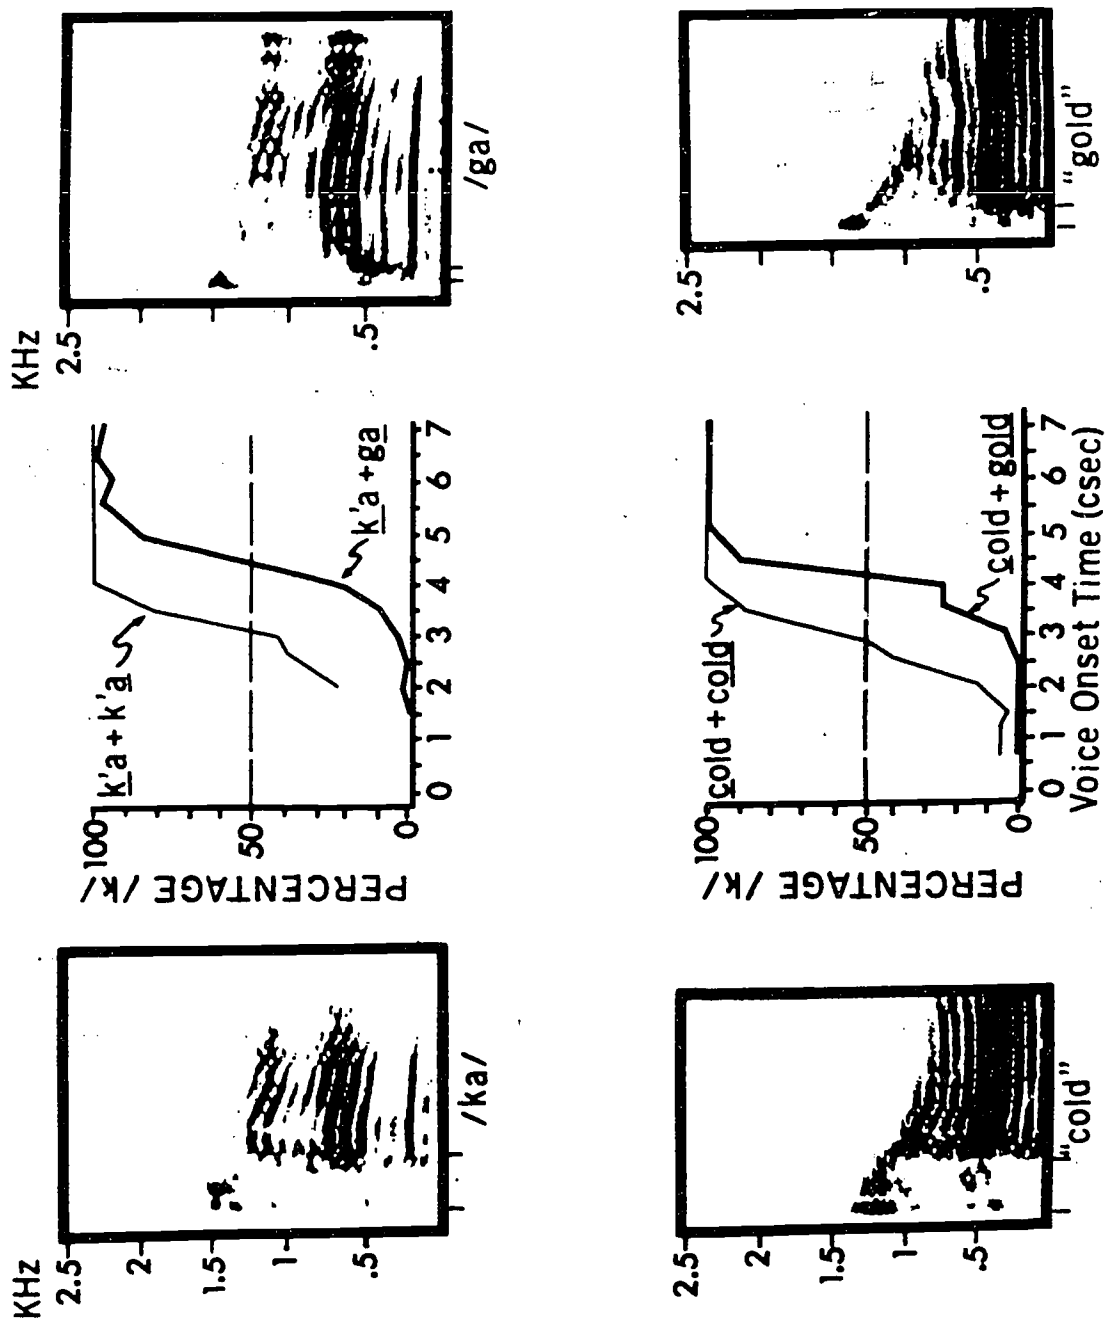 KHz
2.5
2
1.5
1
.5
/ka/
PERCENTAGE /k/
100
50
0
k'a + k'a
k'a + ga
0 1 2 3 4 5 6 7
KHz
2.5
.5
/ga/
2.5
2
1.5
1
.5
"cold"
PERCENTAGE /k/
100
50
0
cold + cold
cold + gold
0 1 2 3 4 5 6 7
Voice Onset Time (csec)
2.5
.5
"gold"